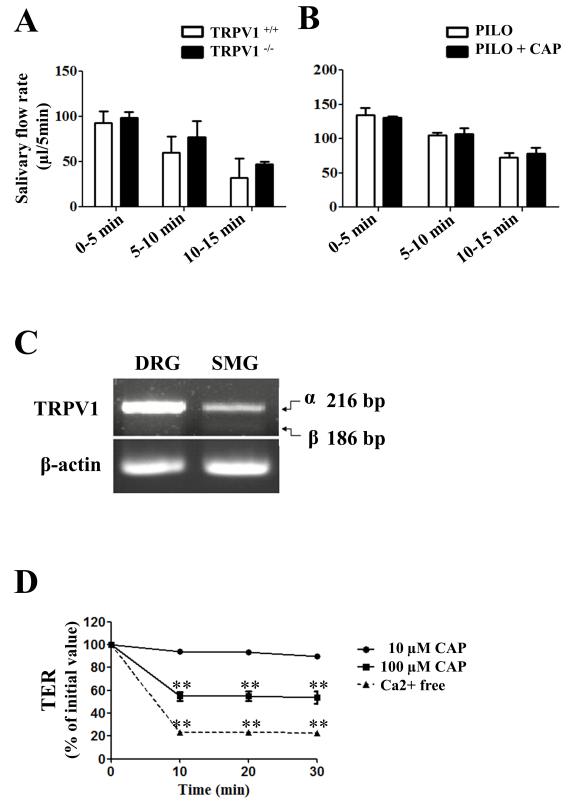 A
TRPV1 +/+
TRPV1 -/-
Salivary flow rate
(µl/5min)
150
100
50
0
0-5 min
5-10 min
10-15 min
B
PILO
PILO + CAP
200
150
100
50
0
0-5 min
5-10 min
10-15 min
C
DRG SMG
TRPV1
α 216 bp
β 186 bp
β-actin
D
TER
(% of initial value)
120
100
80
60
40
20
0
** ** **
** ** **
0 10 20 30
Time (min)
10 µM CAP
100 µM CAP
Ca2+ free